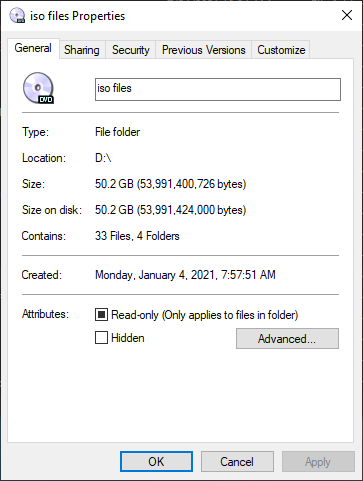 iso files Properties
General Sharing Security Previous Versions Customize
DVD
iso files
Type: File folder
Location: D:\
Size: 50.2 GB (53,991,400,726 bytes)
Size on disk: 50.2 GB (53,991,424,000 bytes)
Contains: 33 Files, 4 Folders
Created: Monday, January 4, 2021, 7:57:51 AM
Attributes: Read-only (Only applies to files in folder)
Hidden Advanced...
OK Cancel Apply